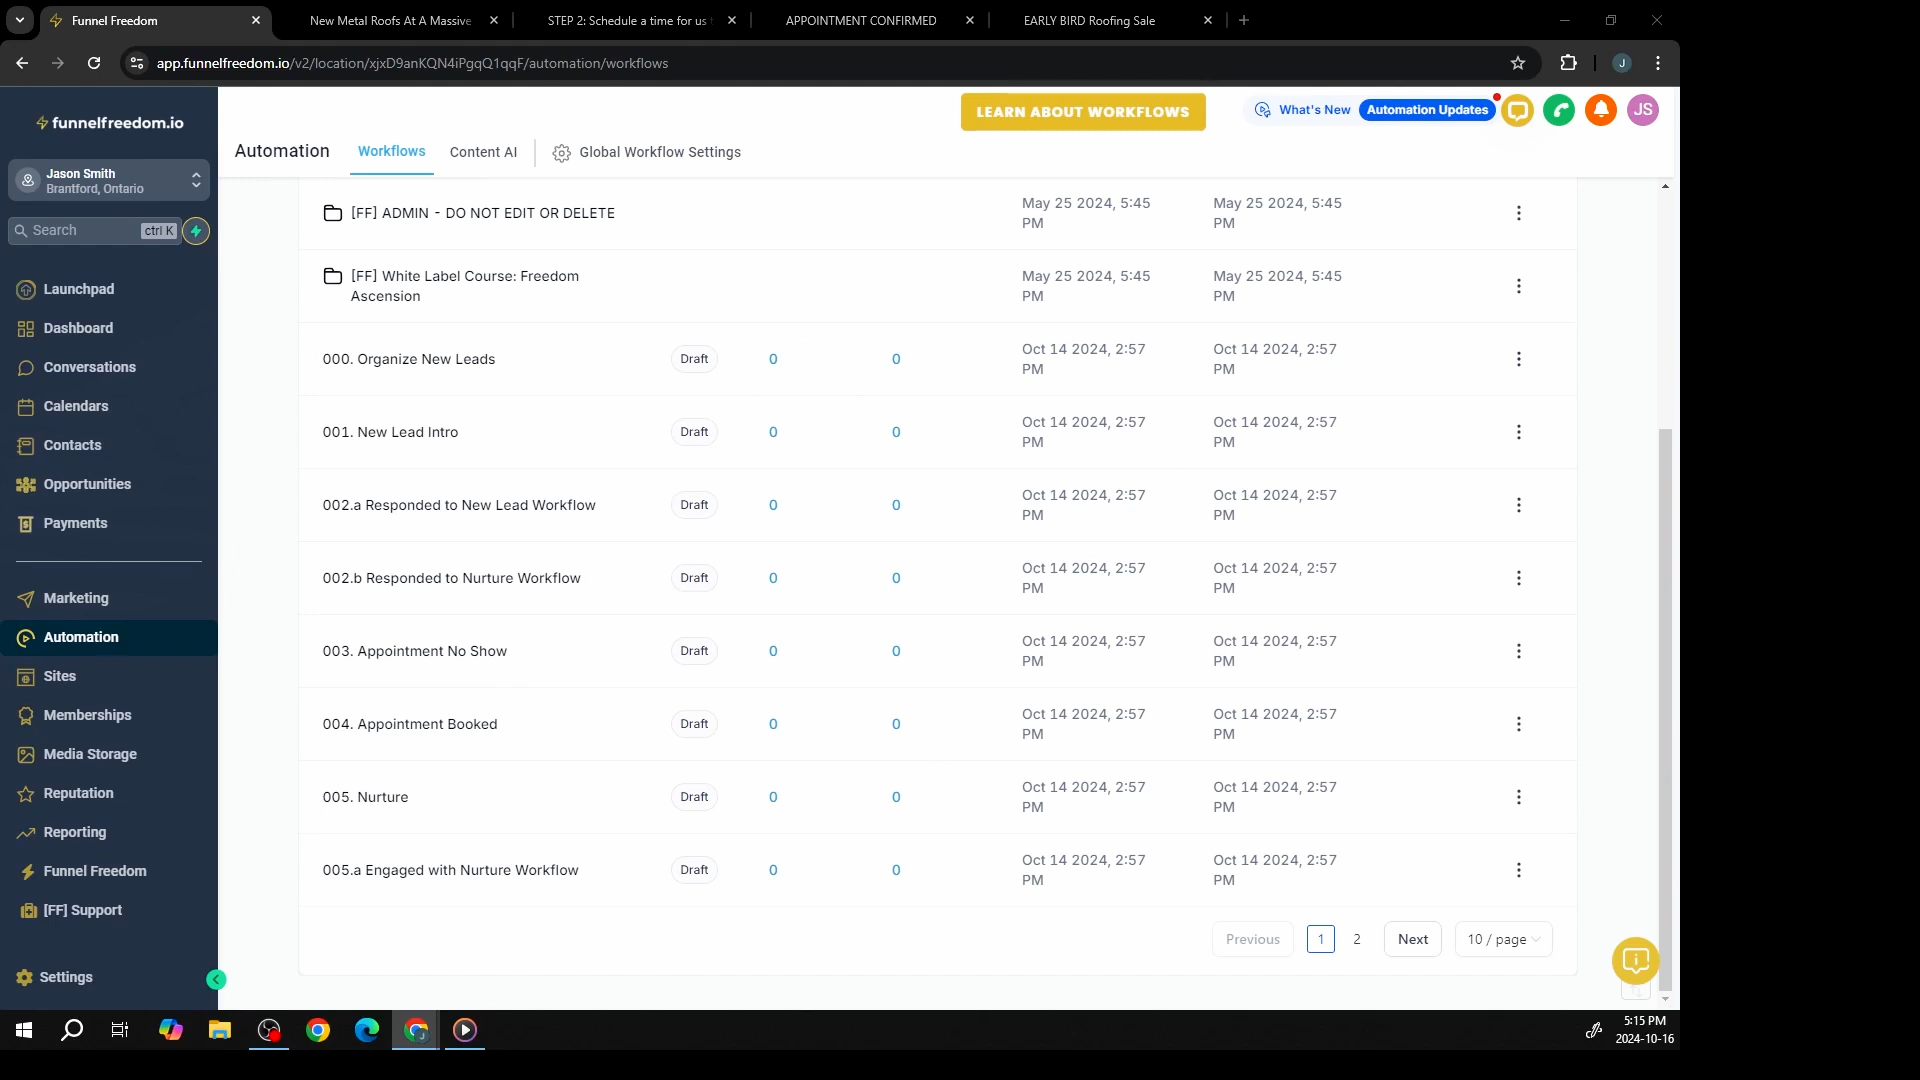 Funnel Freedom
New Metal Roofs At A Massive
STEP 2: Schedule a time for us
APPOINTMENT CONFIRMED
EARLY BIRD Roofing Sale
app.funnelfreedom.io/v2/location/xjxD9anKQN4iPgqQ1qqF/automation/workflows
J
funnelfreedom.io
Jason Smith
Brantford, Ontario
Search
ctrl K
Launchpad
Dashboard
Conversations
Calendars
Contacts
Opportunities
Payments
Marketing
Automation
Sites
Memberships
Media Storage
Reputation
Reporting
Funnel Freedom
[FF] Support
Settings
LEARN ABOUT WORKFLOWS
What's New
Automation Updates
JS
Automation
Workflows
Content AI
Global Workflow Settings
[FF] ADMIN - DO NOT EDIT OR DELETE
May 25 2024, 5:45 PM
May 25 2024, 5:45 PM
[FF] White Label Course: Freedom
Ascension
May 25 2024, 5:45 PM
May 25 2024, 5:45 PM
000. Organize New Leads
Draft
0
0
Oct 14 2024, 2:57 PM
Oct 14 2024, 2:57 PM
001. New Lead Intro
Draft
0
0
Oct 14 2024, 2:57 PM
Oct 14 2024, 2:57 PM
002.a Responded to New Lead Workflow
Draft
0
0
Oct 14 2024, 2:57 PM
Oct 14 2024, 2:57 PM
002.b Responded to Nurture Workflow
Draft
0
0
Oct 14 2024, 2:57 PM
Oct 14 2024, 2:57 PM
003. Appointment No Show
Draft
0
0
Oct 14 2024, 2:57 PM
Oct 14 2024, 2:57 PM
004. Appointment Booked
Draft
0
0
Oct 14 2024, 2:57 PM
Oct 14 2024, 2:57 PM
005. Nurture
Draft
0
0
Oct 14 2024, 2:57 PM
Oct 14 2024, 2:57 PM
005.a Engaged with Nurture Workflow
Draft
0
0
Oct 14 2024, 2:57 PM
Oct 14 2024, 2:57 PM
Previous
1
2
Next
10 / page
5:15 PM
2024-10-16